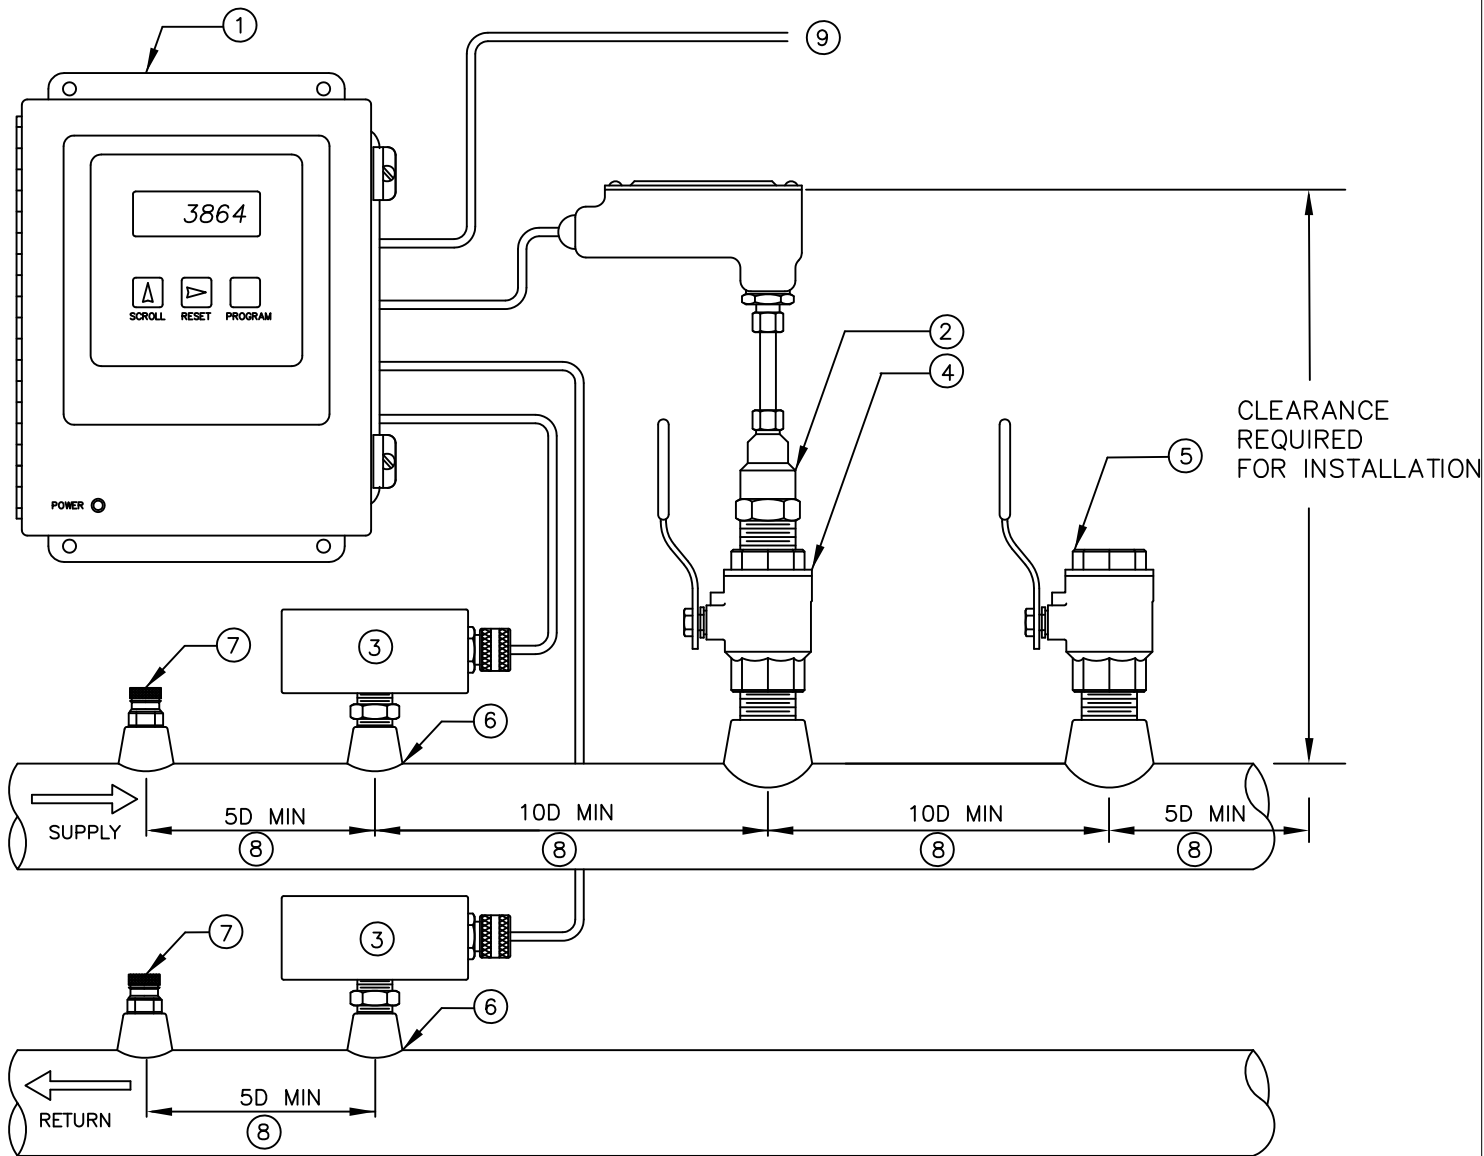 1
9
3864
SCROLL RESET PROGRAM
2
4
CLEARANCE
REQUIRED
FOR INSTALLATION
5
POWER
7
3
6
SUPPLY
5D MIN
8
10D MIN
8
10D MIN
8
5D MIN
8
7
3
6
RETURN
5D MIN
8